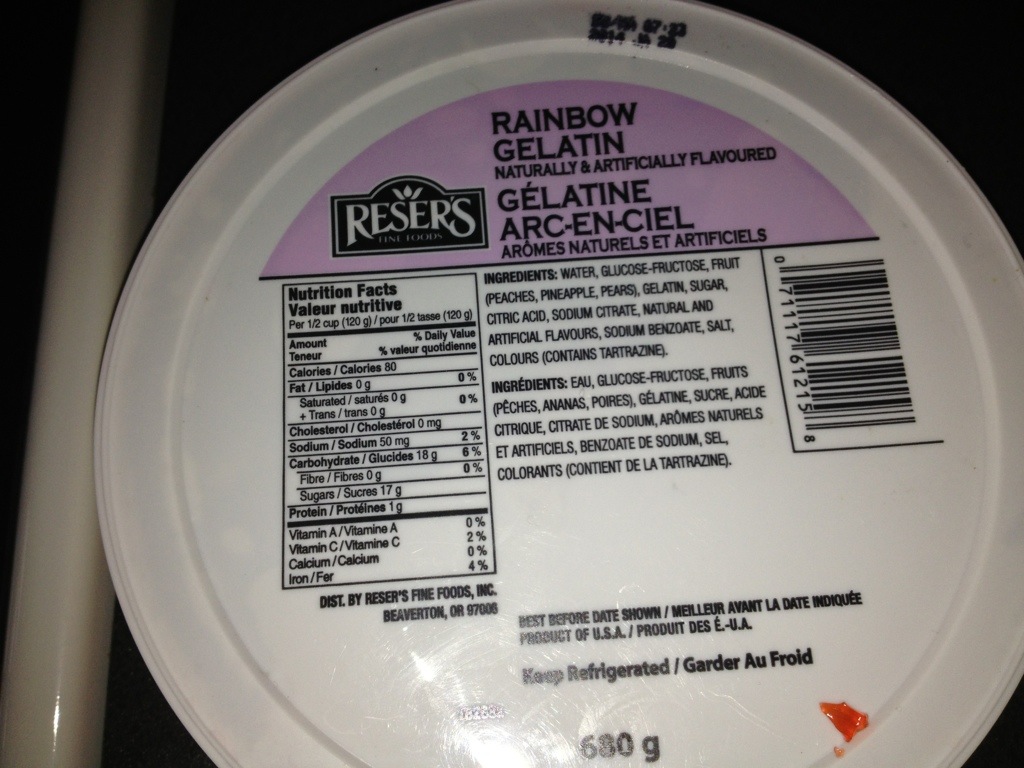 RAINBOW
GELATIN
NATURALLY & ARTIFICIALLY FLAVOURED
GÉLATINE
ARC-EN-CIEL
ARÔMES NATURELS ET ARTIFICIELS
RESER'S
FINE FOODS
Nutrition Facts
Valeur nutritive
Per 1/2 cup (120 g) / pour 1/2 tasse (120 g)
Amount % Daily Value
Teneur % valeur quotidienne
Calories / Calories 80
Fat / Lipides 0 g 0 %
Saturated / saturés 0 g 0 %
+ Trans / trans 0 g
Cholesterol / Cholestérol 0 mg
Sodium / Sodium 50 mg 2 %
Carbohydrate / Glucides 18 g 6 %
Fibre / Fibres 0 g 0 %
Sugars / Sucres 17 g
Protein / Protéines 1 g
Vitamin A / Vitamine A 0 %
Vitamin C / Vitamine C 2 %
Calcium / Calcium 0 %
Iron / Fer 4 %
DIST. BY RESER'S FINE FOODS, INC.
BEAVERTON, OR 97006
INGREDIENTS: WATER, GLUCOSE-FRUCTOSE, FRUIT
(PEACHES, PINEAPPLE, PEARS), GELATIN, SUGAR,
CITRIC ACID, SODIUM CITRATE, NATURAL AND
ARTIFICIAL FLAVOURS, SODIUM BENZOATE, SALT,
COLOURS (CONTAINS TARTRAZINE).
INGRÉDIENTS: EAU, GLUCOSE-FRUCTOSE, FRUITS
(PÊCHES, ANANAS, POIRES), GÉLATINE, SUCRE, ACIDE
CITRIQUE, CITRATE DE SODIUM, ARÔMES NATURELS
ET ARTIFICIELS, BENZOATE DE SODIUM, SEL,
COLORANTS (CONTIENT DE LA TARTRAZINE).
0 71117 61215 8
BEST BEFORE DATE SHOWN / MEILLEUR AVANT LA DATE INDIQUÉE
PRODUCT OF U.S.A. / PRODUIT DES É.-U.A.
Keep Refrigerated / Garder Au Froid
680 g